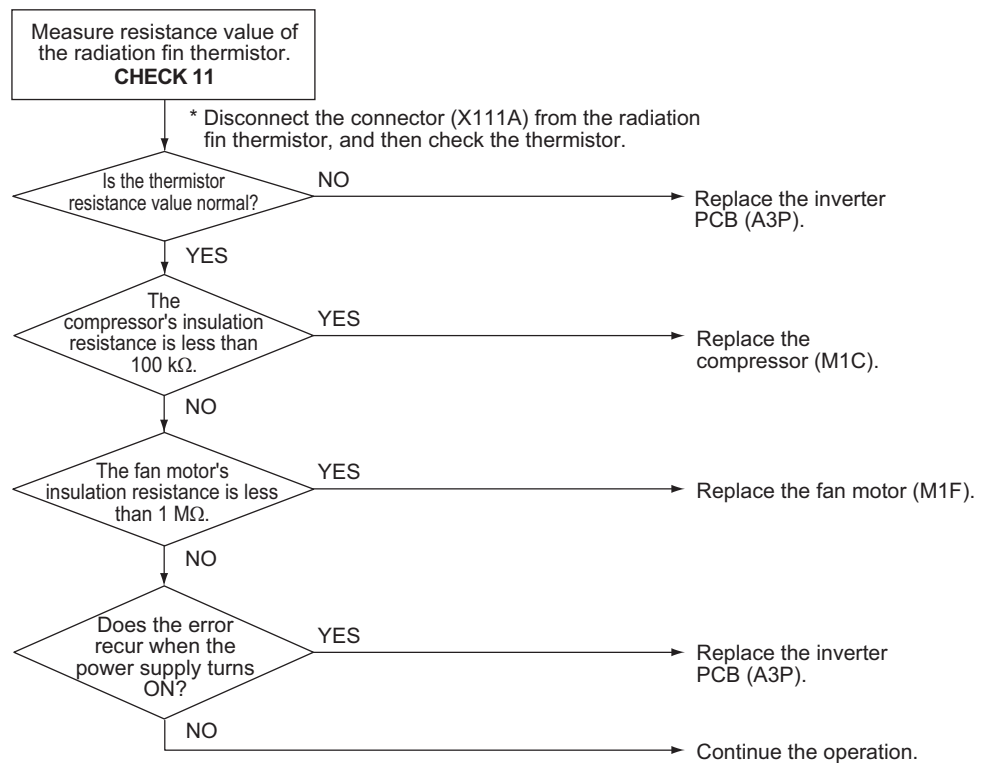 Measure resistance value of
the radiation fin thermistor.
CHECK 11
* Disconnect the connector (X111A) from the radiation
fin thermistor, and then check the thermistor.
Is the thermistor
resistance value normal?
NO
Replace the inverter
PCB (A3P).
YES
The
compressor's insulation
resistance is less than
100 kΩ.
YES
Replace the
compressor (M1C).
NO
The fan motor's
insulation resistance is less
than 1 MΩ.
YES
Replace the fan motor (M1F).
NO
Does the error
recur when the
power supply turns
ON?
YES
Replace the inverter
PCB (A3P).
NO
Continue the operation.